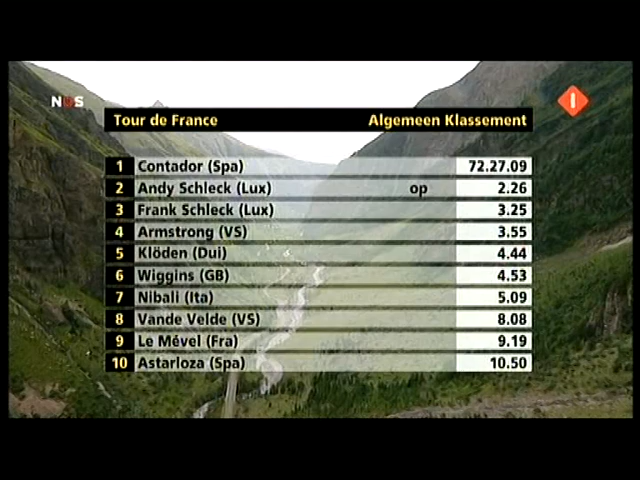 NOS
1
Tour de France Algemeen Klassement
1 Contador (Spa) 72.27.09
2 Andy Schleck (Lux) op 2.26
3 Frank Schleck (Lux) 3.25
4 Armstrong (VS) 3.55
5 Klöden (Dui) 4.44
6 Wiggins (GB) 4.53
7 Nibali (Ita) 5.09
8 Vande Velde (VS) 8.08
9 Le Mével (Fra) 9.19
10 Astarloza (Spa) 10.50